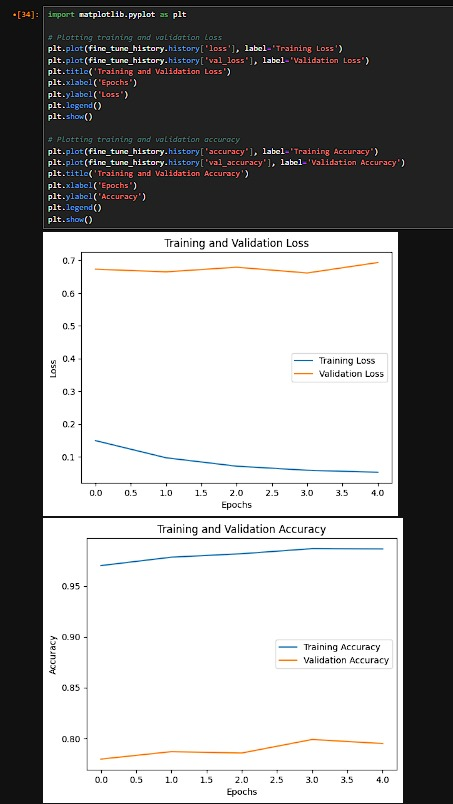 •[34]:
import matplotlib.pyplot as plt
# Plotting training and validation loss
plt.plot(fine_tune_history.history['loss'], label='Training Loss')
plt.plot(fine_tune_history.history['val_loss'], label='Validation Loss')
plt.title('Training and Validation Loss')
plt.xlabel('Epochs')
plt.ylabel('Loss')
plt.legend()
plt.show()
# Plotting training and validation accuracy
plt.plot(fine_tune_history.history['accuracy'], label='Training Accuracy')
plt.plot(fine_tune_history.history['val_accuracy'], label='Validation Accuracy')
plt.title('Training and Validation Accuracy')
plt.xlabel('Epochs')
plt.ylabel('Accuracy')
plt.legend()
plt.show()
Training and Validation Loss
0.7
0.6
0.5
0.4
0.3
0.2
0.1
Loss
Training Loss
Validation Loss
0.0 0.5 1.0 1.5 2.0 2.5 3.0 3.5 4.0
Epochs
Training and Validation Accuracy
0.95
0.90
0.85
0.80
Accuracy
Training Accuracy
Validation Accuracy
0.0 0.5 1.0 1.5 2.0 2.5 3.0 3.5 4.0
Epochs